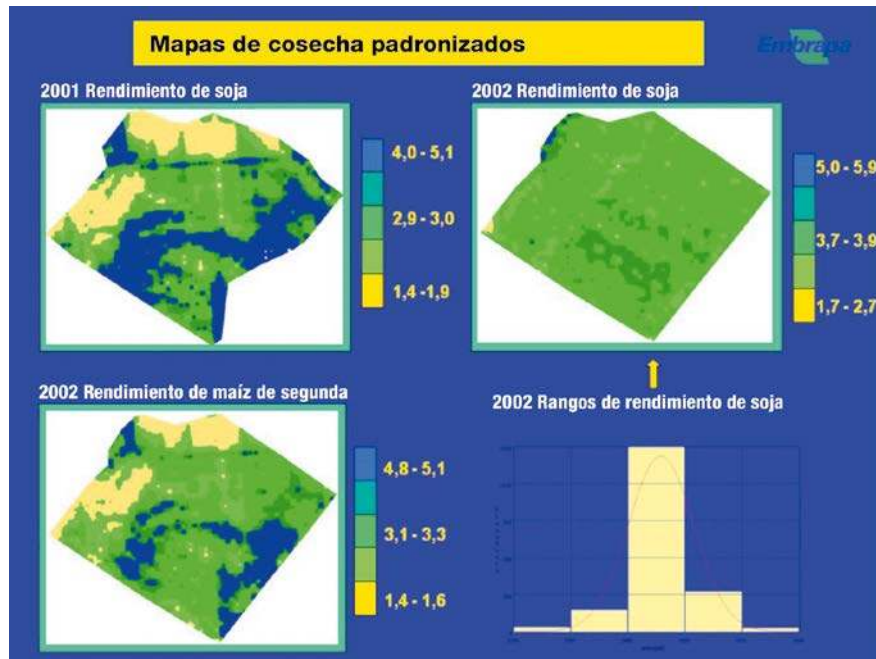 Mapas de cosecha padronizados
Embrapa
2001 Rendimiento de soja
4,0 - 5,1
2,9 - 3,0
1,4 -1,9
2002 Rendimiento de soja
5,0 - 5,9
3,7 - 3,9
1,7 - 2,7
2002 Rendimiento de maíz de segunda
4,8 - 5,1
3,1 - 3,3
1,4 - 1,6
2002 Rangos de rendimiento de soja